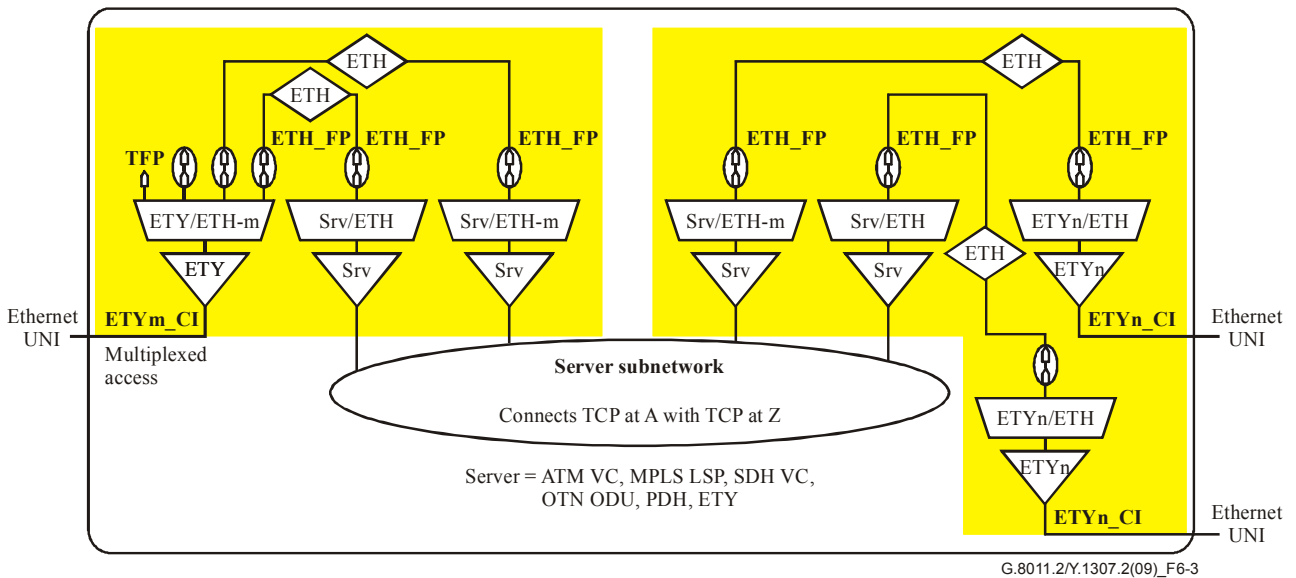 ETH
ETH
ETH
ETH_FP
ETH_FP
ETH_FP
ETH_FP
ETH_FP
ETH_FP
TFP
ETY/ETH-m
Srv/ETH
Srv/ETH-m
Srv/ETH-m
Srv/ETH
ETYn/ETH
ETH
ETY
Srv
Srv
Srv
Srv
ETYn
Ethernet
UNI
ETYm_CI
ETYn_CI
Ethernet
UNI
Multiplexed
access
Server subnetwork
Connects TCP at A with TCP at Z
ETYn/ETH
ETYn
Server = ATM VC, MPLS LSP, SDH VC,
OTN ODU, PDH, ETY
ETYn_CI
Ethernet
UNI
G.8011.2/Y.1307.2(09)_F6-3